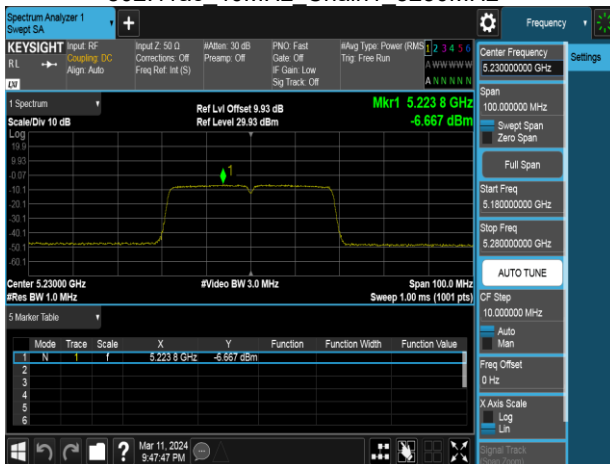 Spectrum Analyzer 1
Swept SA
+
Frequency
KEYSIGHT
RL
LXI
Input: RF
Coupling: DC
Align: Auto
Input Z: 50 Ω
Corrections: Off
Freq Ref: Int (S)
#Atten: 30 dB
Preamp: Off
PNO: Fast
Gate: Off
IF Gain: Low
Sig Track: Off
#Avg Type: Power (RMS
Trig: Free Run
1 2 3 4 5 6
A W W W W W
A N N N N N
1 Spectrum
Scale/Div 10 dB
Log
Ref Lvl Offset 9.93 dB
Ref Level 29.93 dBm
Mkr1 5.223 8 GHz
-6.667 dBm
19.9
9.93
-0.07
-10.1
-20.1
-30.1
-40.1
-50.1
-60.1
1
Center 5.23000 GHz
#Res BW 1.0 MHz
#Video BW 3.0 MHz
Span 100.0 MHz
Sweep 1.00 ms (1001 pts)
5 Marker Table
Mode Trace Scale X Y Function Function Width Function Value
1 N 1 f 5.223 8 GHz -6.667 dBm
2
3
4
5
6
Mar 11, 2024
9:47:47 PM
?
Center Frequency
5.230000000 GHz
Settings
Span
100.000000 MHz
Swept Span
Zero Span
Full Span
Start Freq
5.180000000 GHz
Stop Freq
5.280000000 GHz
AUTO TUNE
CF Step
10.000000 MHz
Auto
Man
Freq Offset
0 Hz
X Axis Scale
Log
Lin
Signal Track
(Span Zoom)